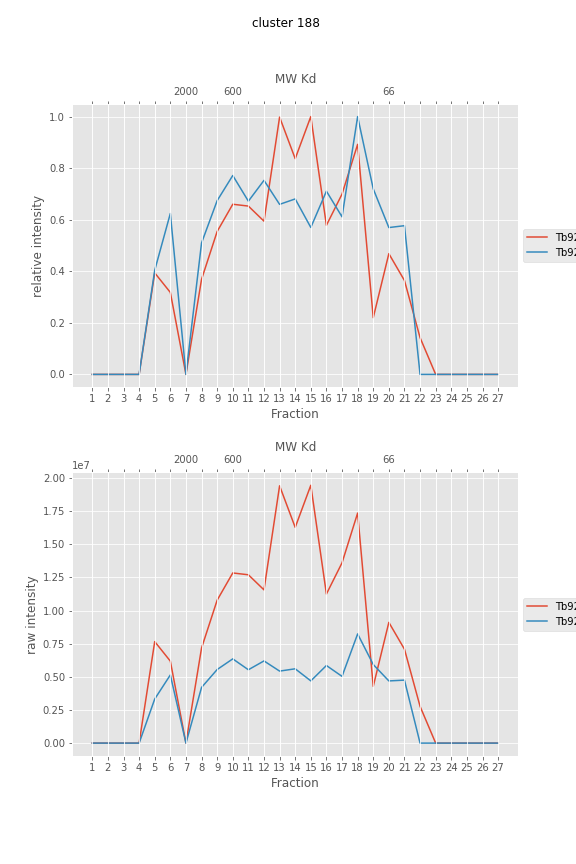 cluster 188
MW Kd
2000 600 66
1.0
0.8
0.6
0.4
0.2
0.0
relative intensity
Tb92
Tb92
1 2 3 4 5 6 7 8 9 10 11 12 13 14 15 16 17 18 19 20 21 22 23 24 25 26 27
Fraction
MW Kd
1e7
2000 600 66
2.00
1.75
1.50
1.25
1.00
0.75
0.50
0.25
0.00
raw intensity
Tb92
Tb92
1 2 3 4 5 6 7 8 9 10 11 12 13 14 15 16 17 18 19 20 21 22 23 24 25 26 27
Fraction